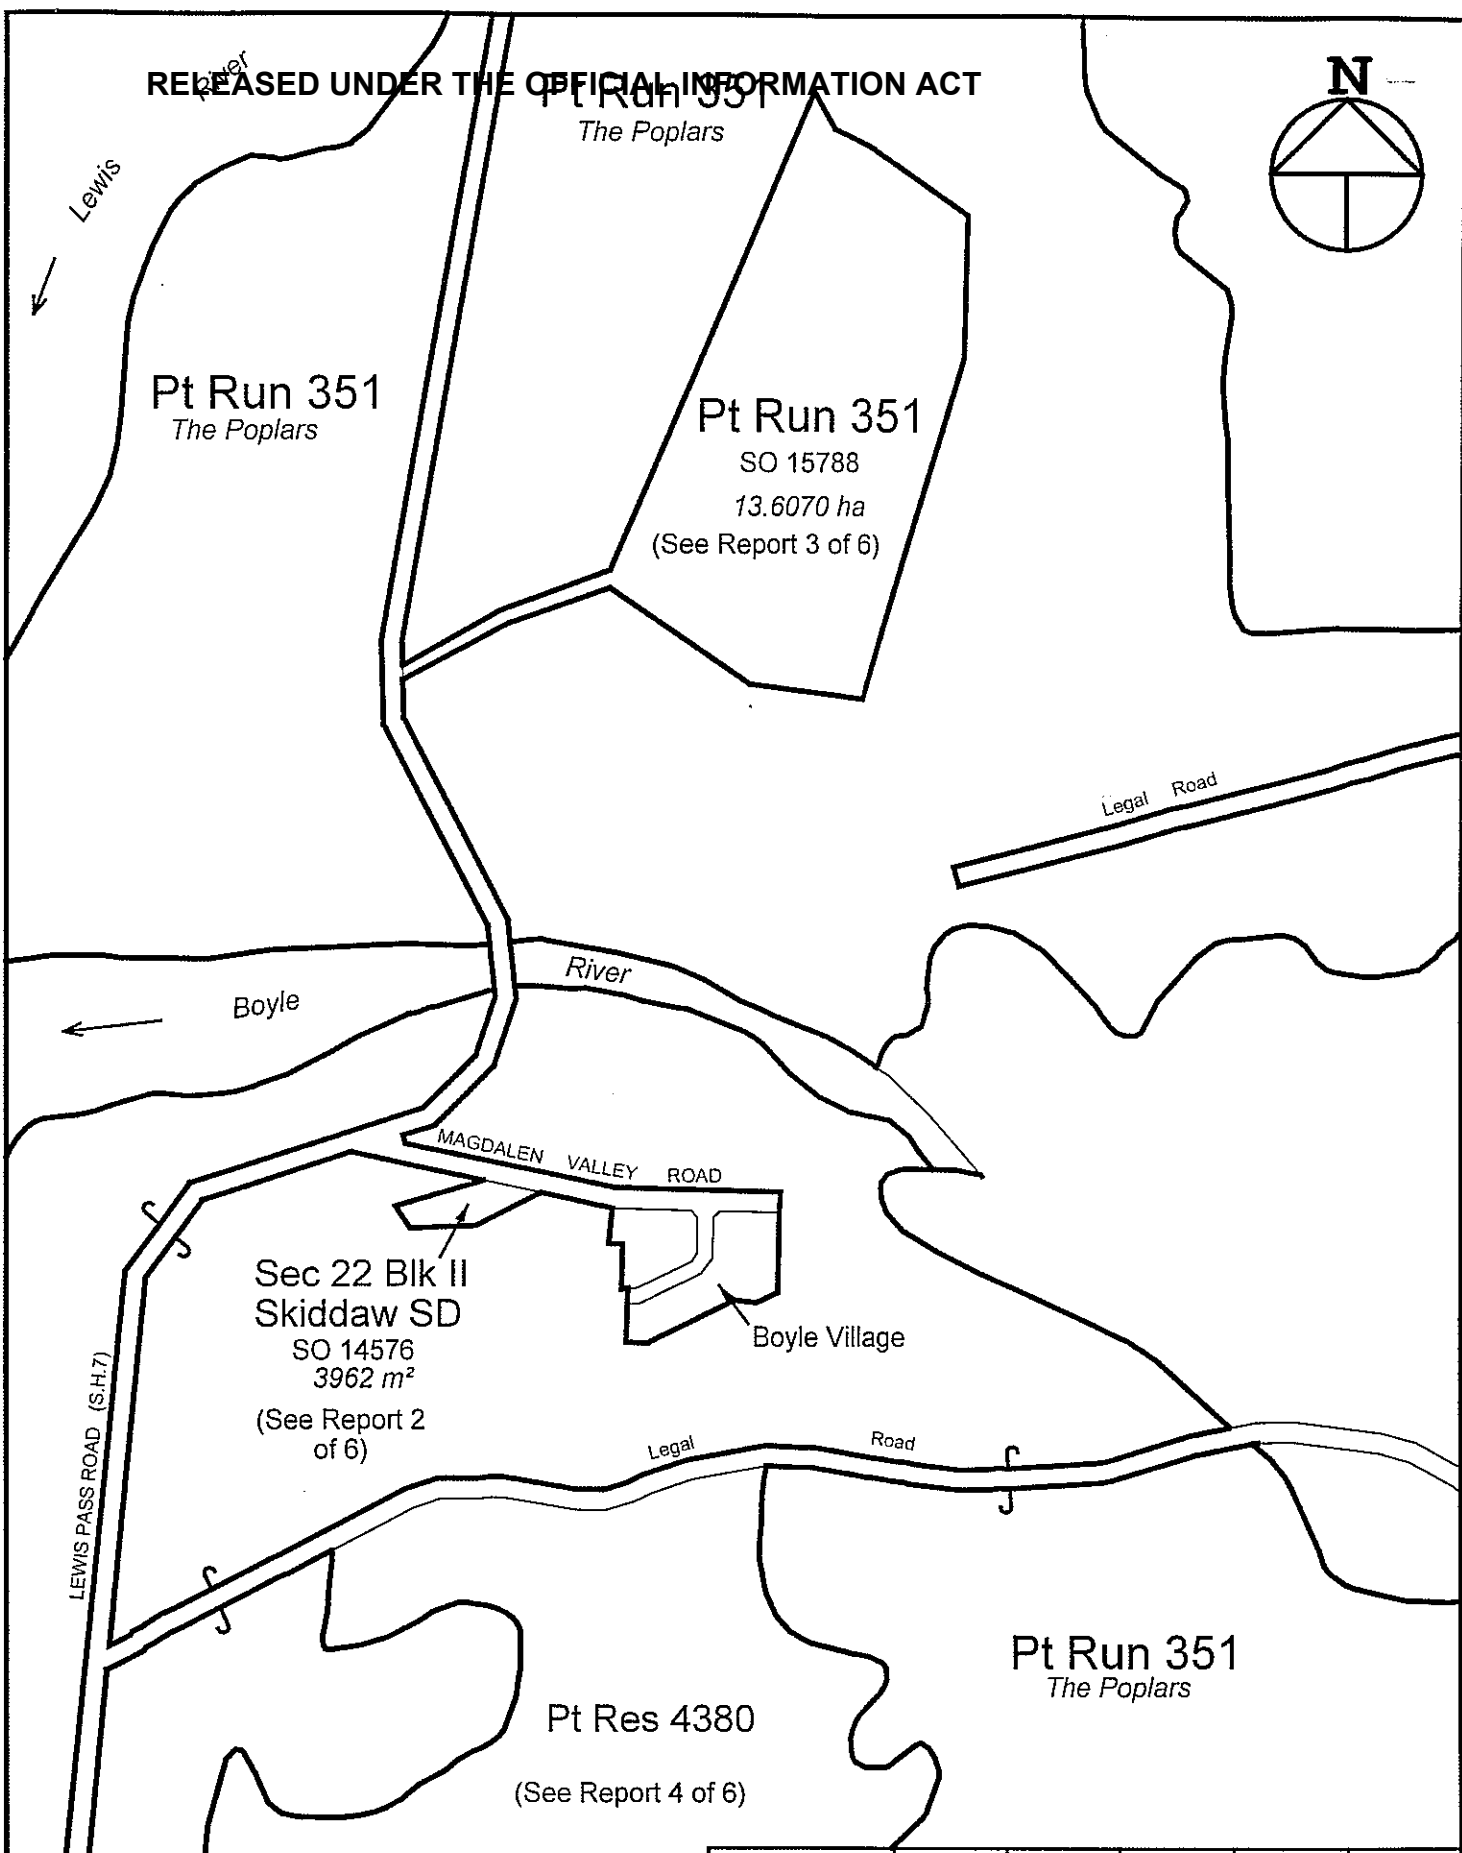 RELEASED UNDER THE OFFICIAL INFORMATION ACT
River
Pt Run 351
The Poplars
N
Lewis
Pt Run 351
The Poplars
Pt Run 351
SO 15788
13.6070 ha
(See Report 3 of 6)
Legal Road
River
Boyle
MAGDALEN VALLEY ROAD
Sec 22 Blk II
Skiddaw SD
SO 14576
3962 m²
(See Report 2
of 6)
Boyle Village
LEWIS PASS ROAD (S.H.7)
Legal Road
Pt Run 351
The Poplars
Pt Res 4380
(See Report 4 of 6)